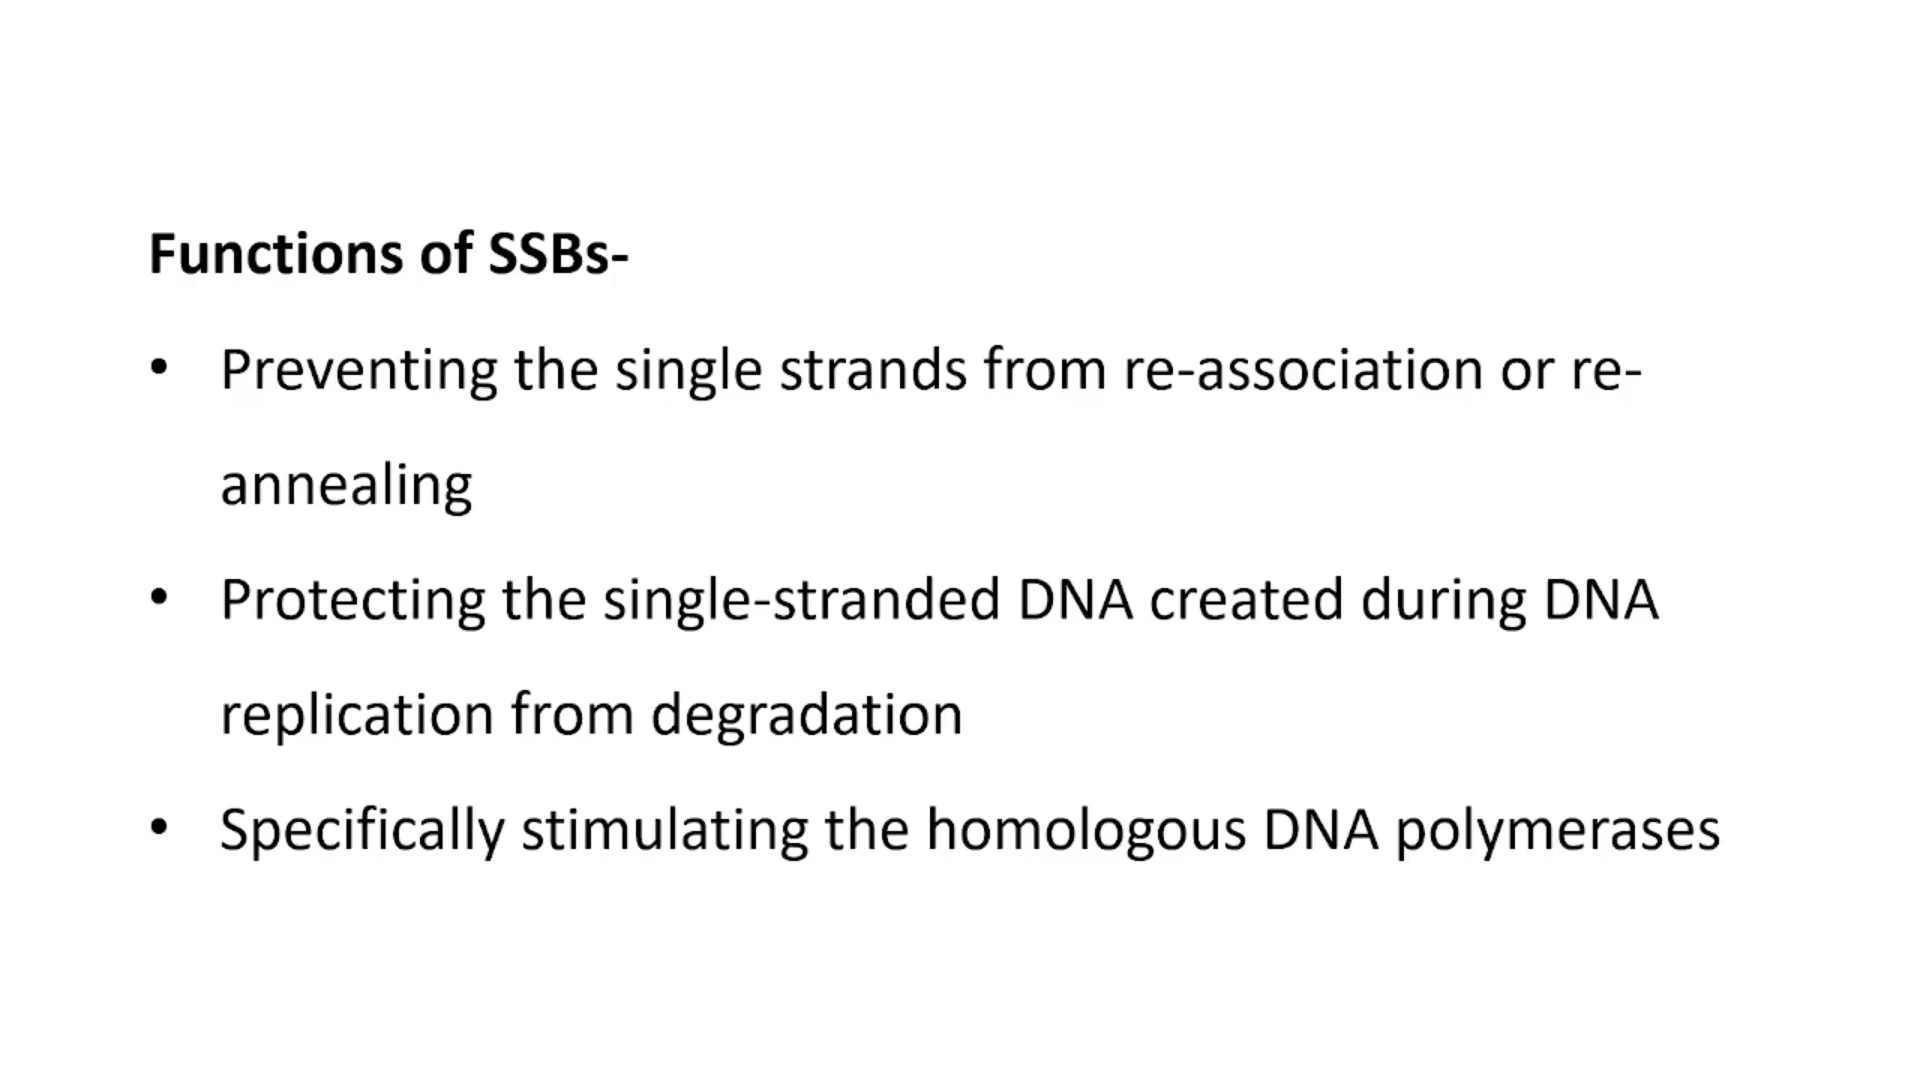 Functions of SSBs-
• Preventing the single strands from re-association or re-
annealing
• Protecting the single-stranded DNA created during DNA
replication from degradation
• Specifically stimulating the homologous DNA polymerases